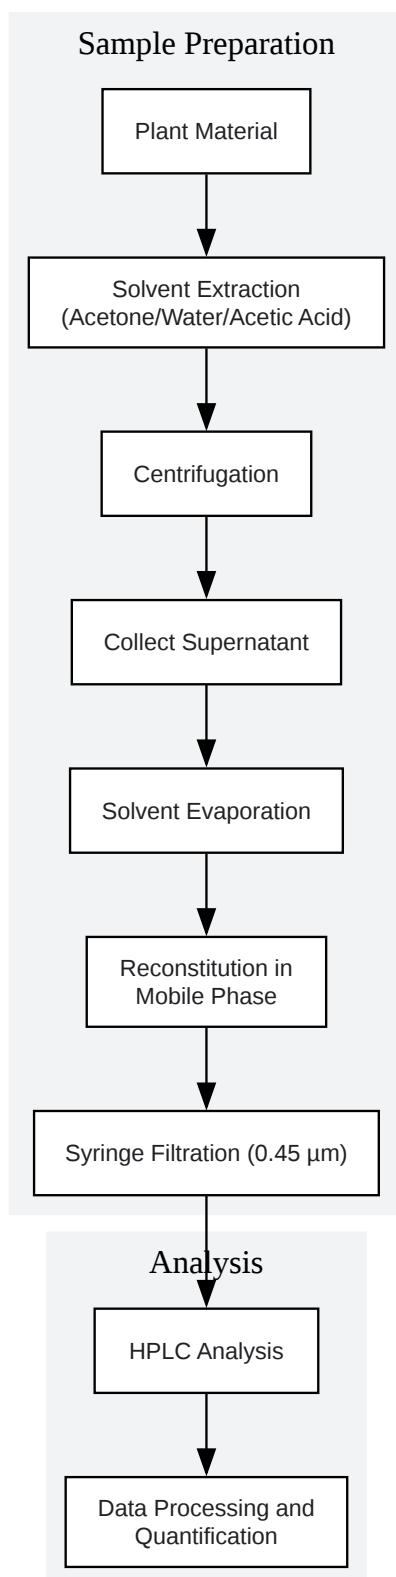 Sample Preparation
Plant Material
Solvent Extraction
(Acetone/Water/Acetic Acid)
Centrifugation
Collect Supernatant
Solvent Evaporation
Reconstitution in
Mobile Phase
Syringe Filtration (0.45 µm)
Analysis
HPLC Analysis
Data Processing and
Quantification